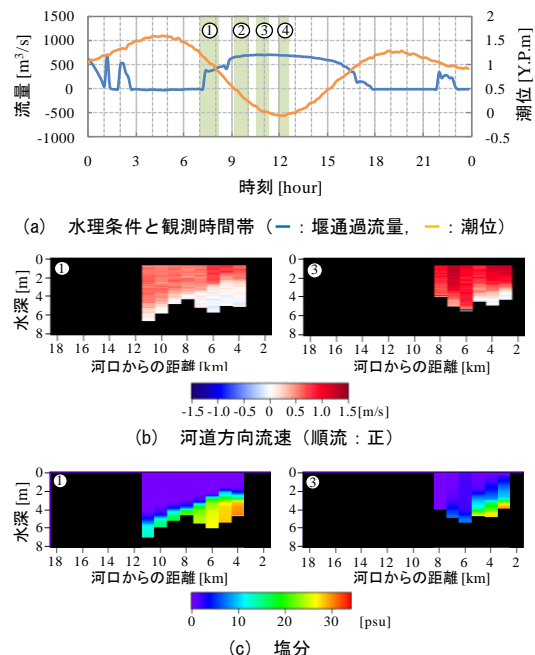 1000
500
0
-500
-1000
流量 [m³/s]
① ② ③ ④
2
1.5
1
0.5
0
-0.5
潮位 [Y.P.m]
0 3 6 9 12 15 18 21 0
時刻 [hour]
(a) 水理条件と観測時間帯（━：堰通過流量，━：潮位）
0
2
4
6
8
水深 [m]
①
18 16 14 12 10 8 6 4 2
河口からの距離 [km]
0
2
4
6
8
③
18 16 14 12 10 8 6 4 2
河口からの距離 [km]
-1.5 -1.0 -0.5 0 0.5 1.0 1.5[m/s]
(b) 河道方向流速（順流：正）
0
2
4
6
8
水深 [m]
①
18 16 14 12 10 8 6 4 2
河口からの距離 [km]
0
2
4
6
8
③
18 16 14 12 10 8 6 4 2
河口からの距離 [km]
0 10 20 30 [psu]
(c) 塩分